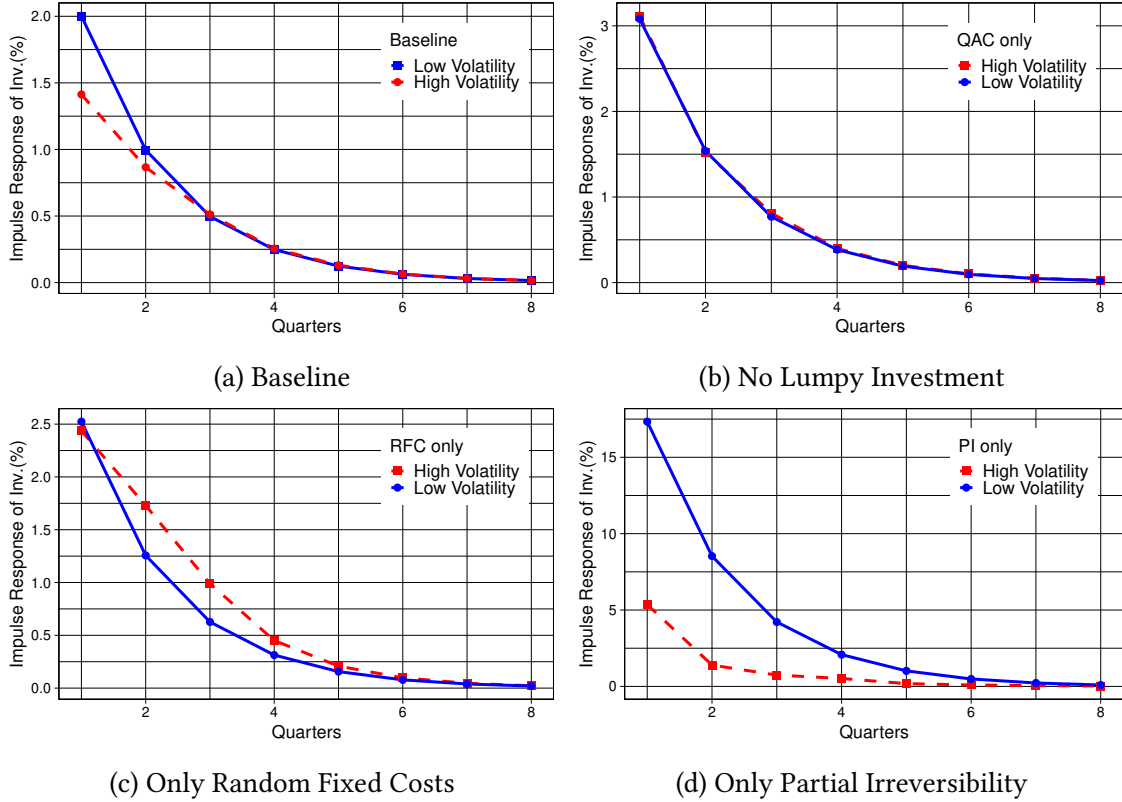 Impulse Response of Inv.(%)
2.0
1.5
1.0
0.5
0.0
Baseline
Low Volatility
High Volatility
2
4
6
8
Quarters
(a) Baseline
Impulse Response of Inv.(%)
3
2
1
0
QAC only
High Volatility
Low Volatility
2
4
6
8
Quarters
(b) No Lumpy Investment
Impulse Response of Inv.(%)
2.5
2.0
1.5
1.0
0.5
0.0
RFC only
High Volatility
Low Volatility
2
4
6
8
Quarters
(c) Only Random Fixed Costs
Impulse Response of Inv.(%)
15
10
5
0
PI only
High Volatility
Low Volatility
2
4
6
8
Quarters
(d) Only Partial Irreversibility